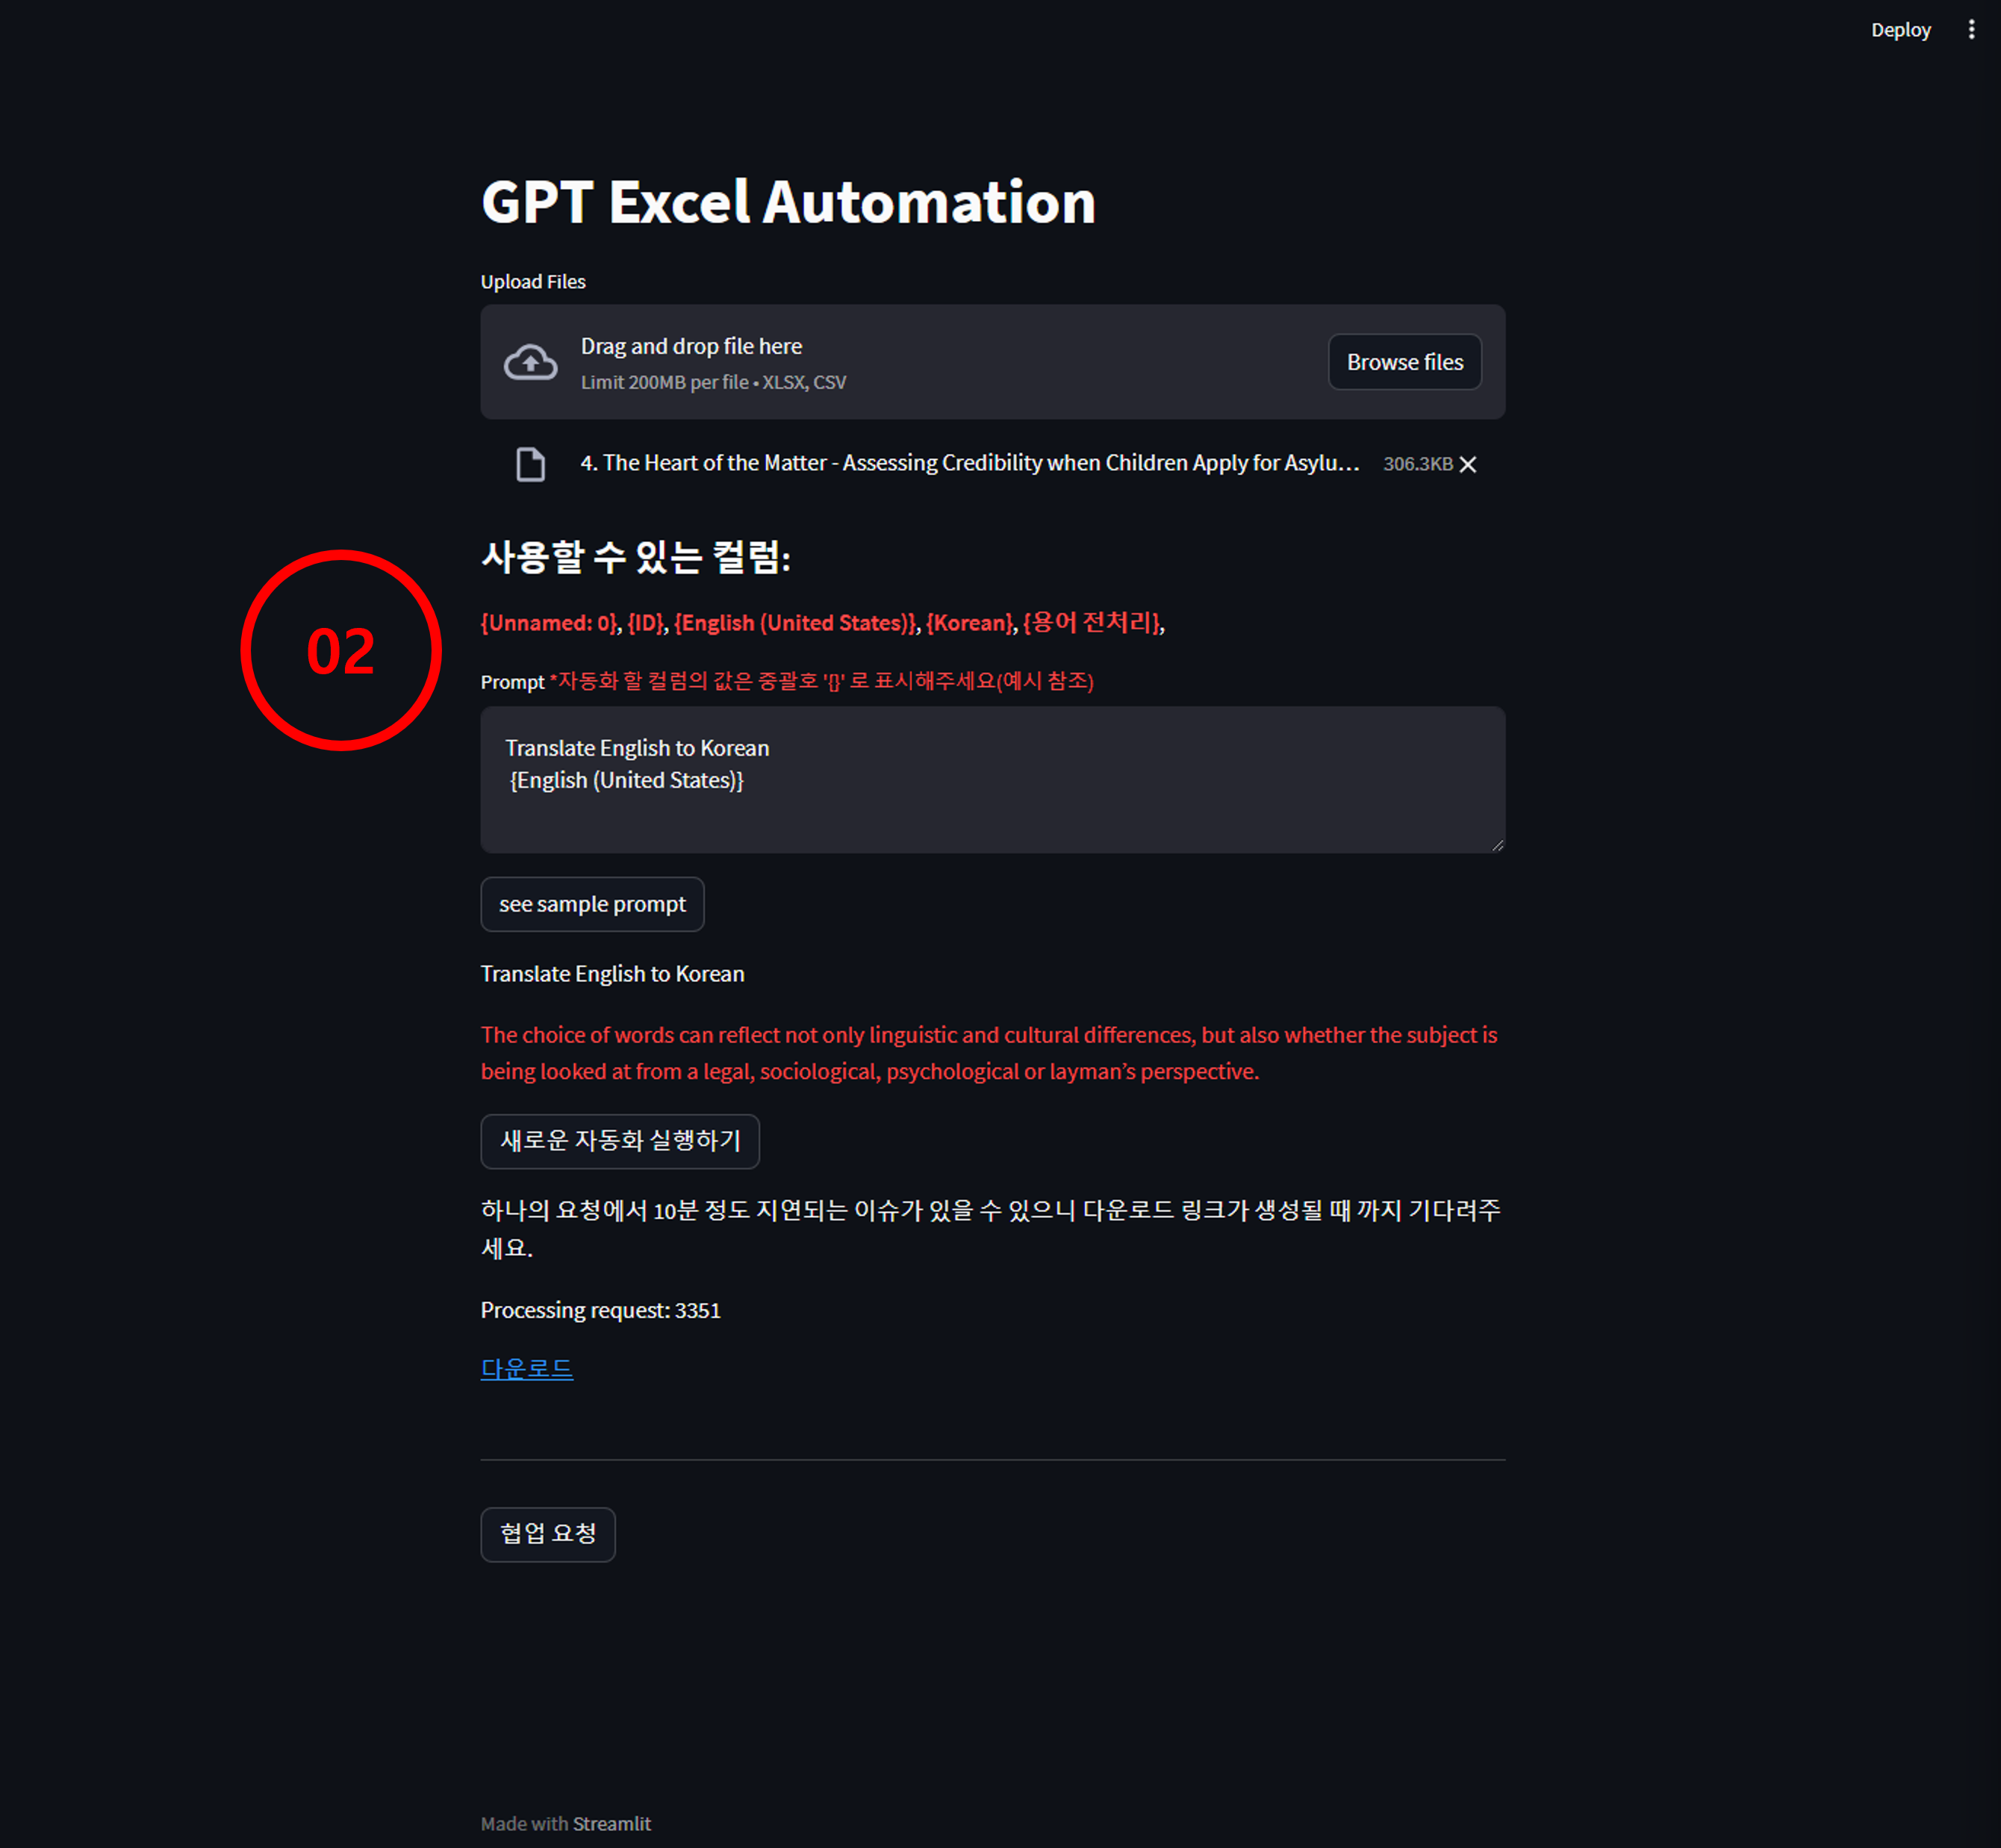 Deploy
GPT Excel Automation
Upload Files
Drag and drop file here
Limit 200MB per file • XLSX, CSV
Browse files
4. The Heart of the Matter - Assessing Credibility when Children Apply for Asylu...
306.3KB
사용할 수 있는 컬럼:
02
{Unnamed: 0}, {ID}, {English (United States)}, {Korean}, {용어 전처리},
Prompt *자동화 할 컬럼의 값은 중괄호 '{}' 로 표시해주세요(예시 참조)
Translate English to Korean
{English (United States)}
see sample prompt
Translate English to Korean
The choice of words can reflect not only linguistic and cultural differences, but also whether the subject is
being looked at from a legal, sociological, psychological or layman’s perspective.
새로운 자동화 실행하기
하나의 요청에서 10분 정도 지연되는 이슈가 있을 수 있으니 다운로드 링크가 생성될 때 까지 기다려주
세요.
Processing request: 3351
다운로드
협업 요청
Made with Streamlit